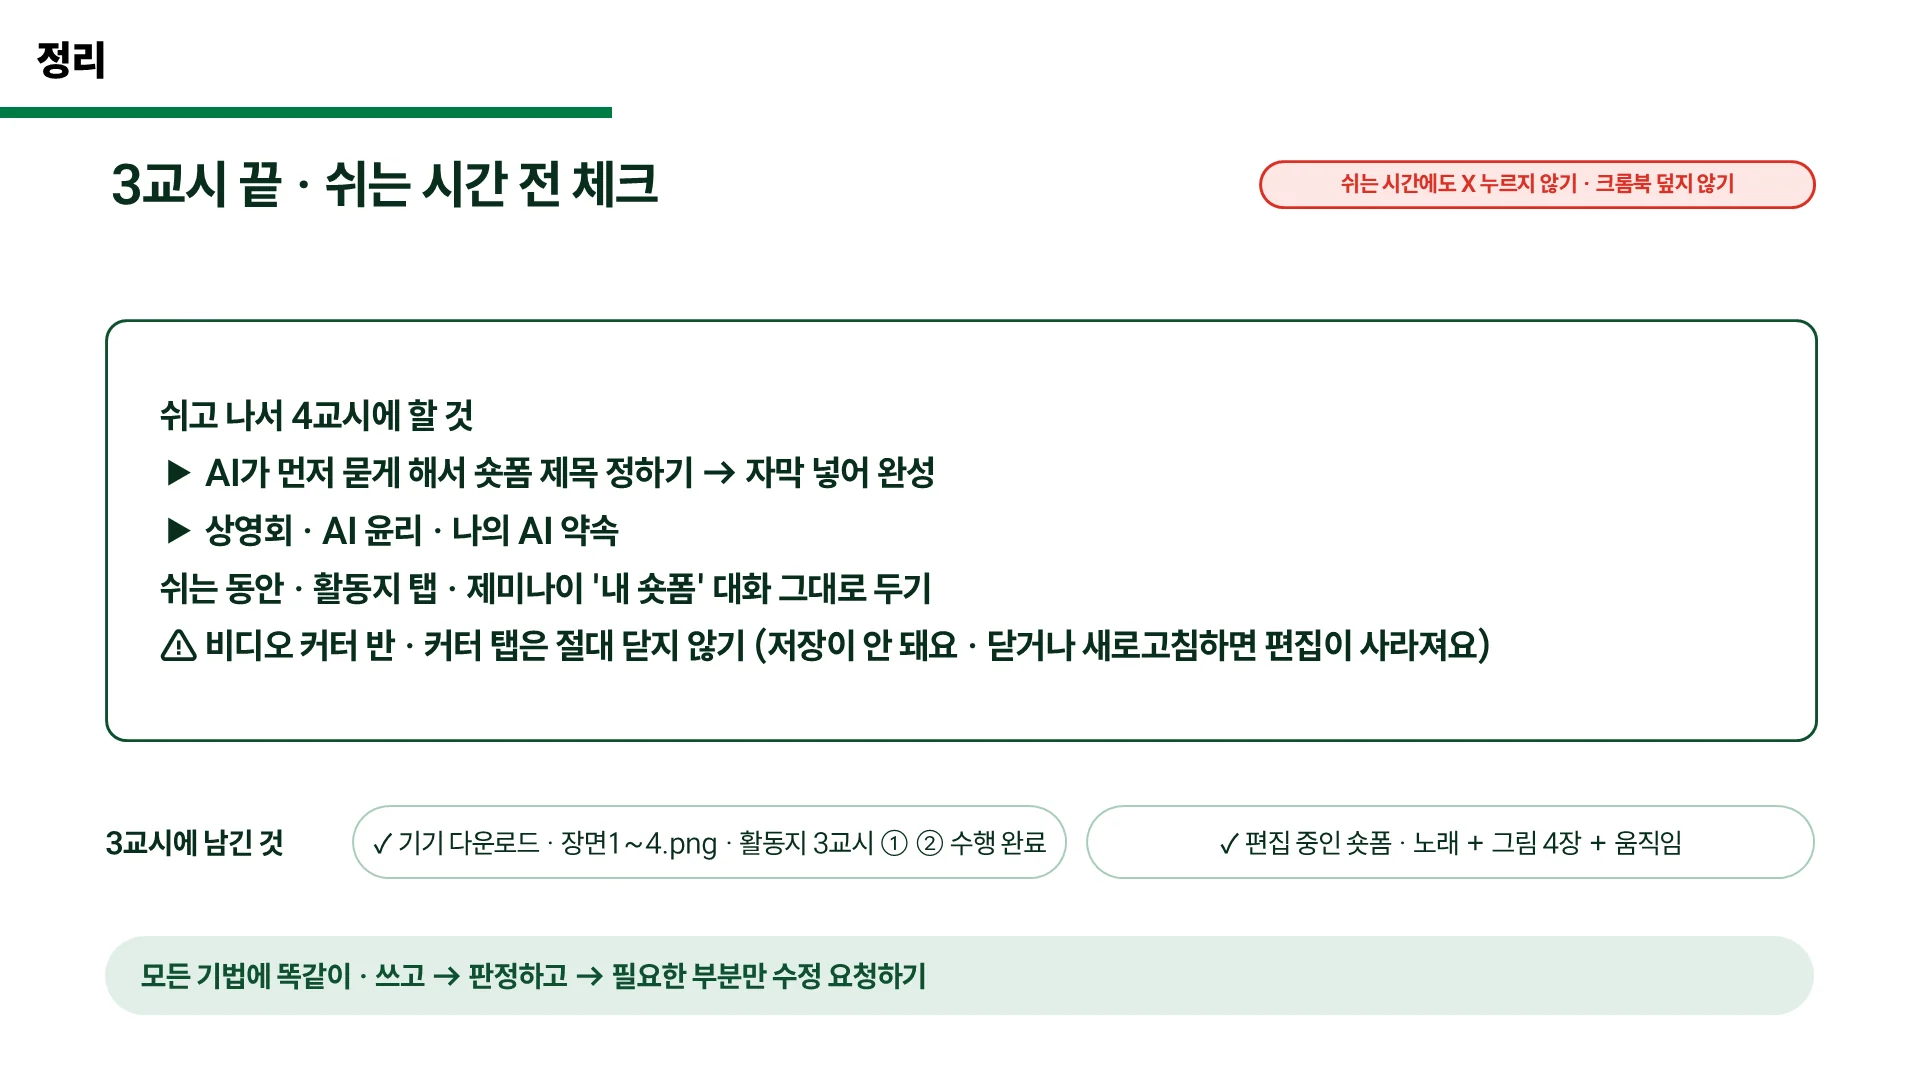 정리
3교시 끝 · 쉬는 시간 전 체크
쉬는 시간에도 X 누르지 않기 · 크롬북 덮지 않기
쉬고 나서 4교시에 할 것
▶ AI가 먼저 묻게 해서 숏폼 제목 정하기 → 자막 넣어 완성
▶ 상영회 · AI 윤리 · 나의 AI 약속
쉬는 동안 · 활동지 탭 · 제미나이 '내 숏폼' 대화 그대로 두기
⚠ 비디오 커터 반 · 커터 탭은 절대 닫지 않기 (저장이 안 돼요 · 닫거나 새로고침하면 편집이 사라져요)
3교시에 남긴 것
✓ 기기 다운로드 · 장면1~4.png · 활동지 3교시 ① ② 수행 완료
✓ 편집 중인 숏폼 · 노래 + 그림 4장 + 움직임
모든 기법에 똑같이 · 쓰고 → 판정하고 → 필요한 부분만 수정 요청하기